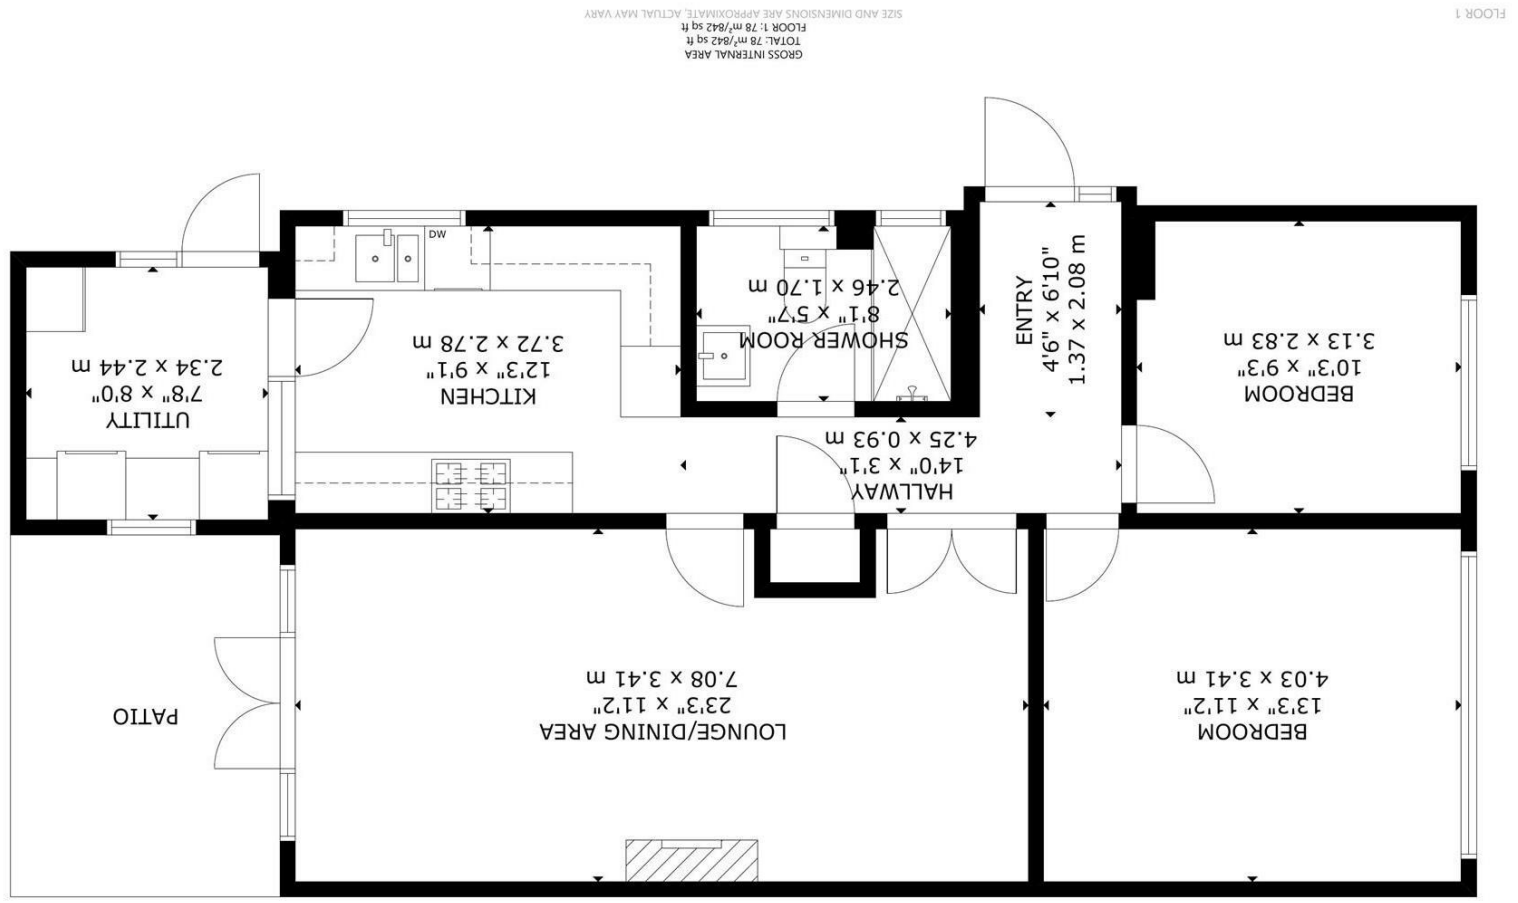 BEDROOM
13'3" x 11'2"
4.03 x 3.41 m
LOUNGE/DINING AREA
23'3" x 11'2"
7.08 x 3.41 m
PATIO
HALLWAY
14'0" x 3'1"
4.25 x 0.93 m
BEDROOM
10'3" x 9'3"
3.13 x 2.83 m
ENTRY
4'6" x 6'10"
1.37 x 2.08 m
SHOWER ROOM
8'1" x 5'7"
2.46 x 1.70 m
KITCHEN
12'3" x 9'1"
3.72 x 2.78 m
DW
UTILITY
7'8" x 8'0"
2.34 x 2.44 m
GROSS INTERNAL AREA
TOTAL: 78 m²/842 sq ft
FLOOR 1: 78 m²/842 sq ft
SIZE AND DIMENSIONS ARE APPROXIMATE, ACTUAL MAY VARY
FLOOR 1